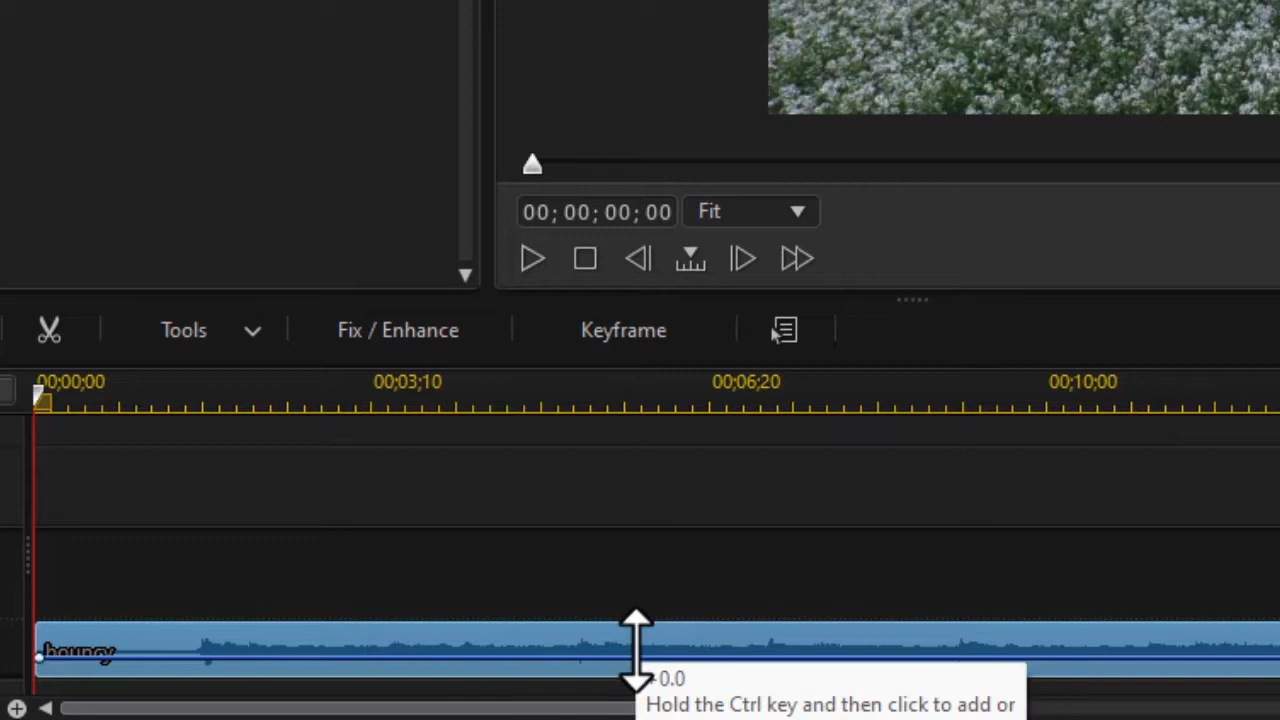 00; 00; 00; 00 Fit
Tools Fix / Enhance Keyframe
00;00;00 00;03;10 00;06;20 00;10;00
bouncy
+0.0
Hold the Ctrl key and then click to add or